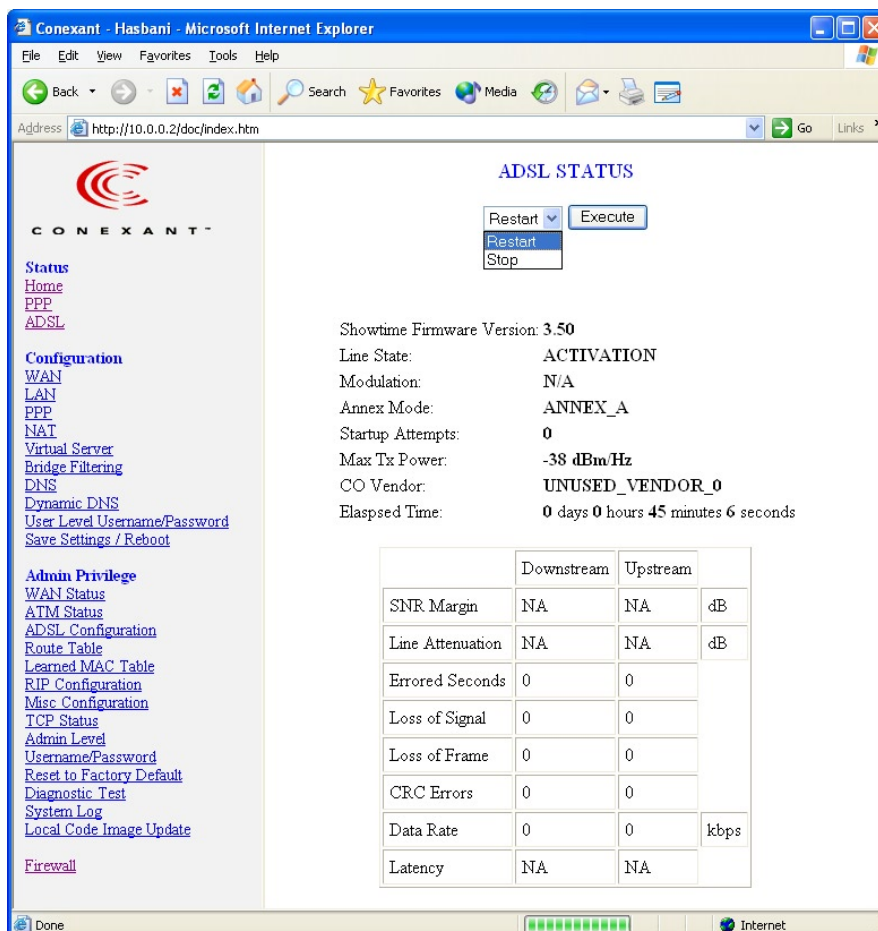 Conexant - Hasbani - Microsoft Internet Explorer
File Edit View Favorites Tools Help
Back Search Favorites Media
Address http://10.0.0.2/doc/index.htm Go Links
CONEXANT™
Status
Home
PPP
ADSL
Configuration
WAN
LAN
PPP
NAT
Virtual Server
Bridge Filtering
DNS
Dynamic DNS
User Level Username/Password
Save Settings / Reboot
Admin Privilege
WAN Status
ATM Status
ADSL Configuration
Route Table
Learned MAC Table
RIP Configuration
Misc Configuration
TCP Status
Admin Level
Username/Password
Reset to Factory Default
Diagnostic Test
System Log
Local Code Image Update
Firewall
ADSL STATUS
Restart Execute
Restart
Stop
Showtime Firmware Version: 3.50
Line State: ACTIVATION
Modulation: N/A
Annex Mode: ANNEX_A
Startup Attempts: 0
Max Tx Power: -38 dBm/Hz
CO Vendor: UNUSED_VENDOR_0
Elaspsed Time: 0 days 0 hours 45 minutes 6 seconds
Downstream Upstream
SNR Margin NA NA dB
Line Attenuation NA NA dB
Errored Seconds 0 0
Loss of Signal 0 0
Loss of Frame 0 0
CRC Errors 0 0
Data Rate 0 0 kbps
Latency NA NA
Done Internet